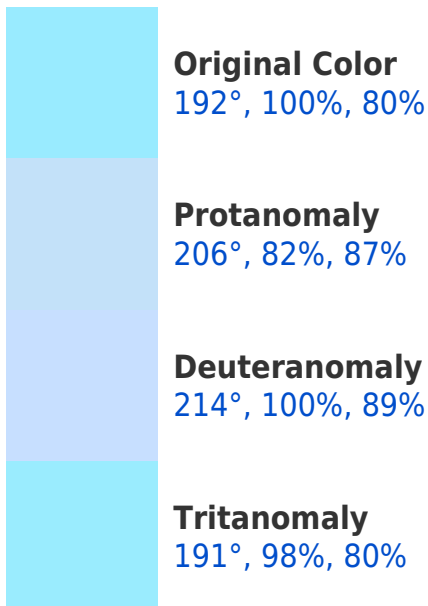 Original Color
192°, 100%, 80%
Protanomaly
206°, 82%, 87%
Deuteranomaly
214°, 100%, 89%
Tritanomaly
191°, 98%, 80%